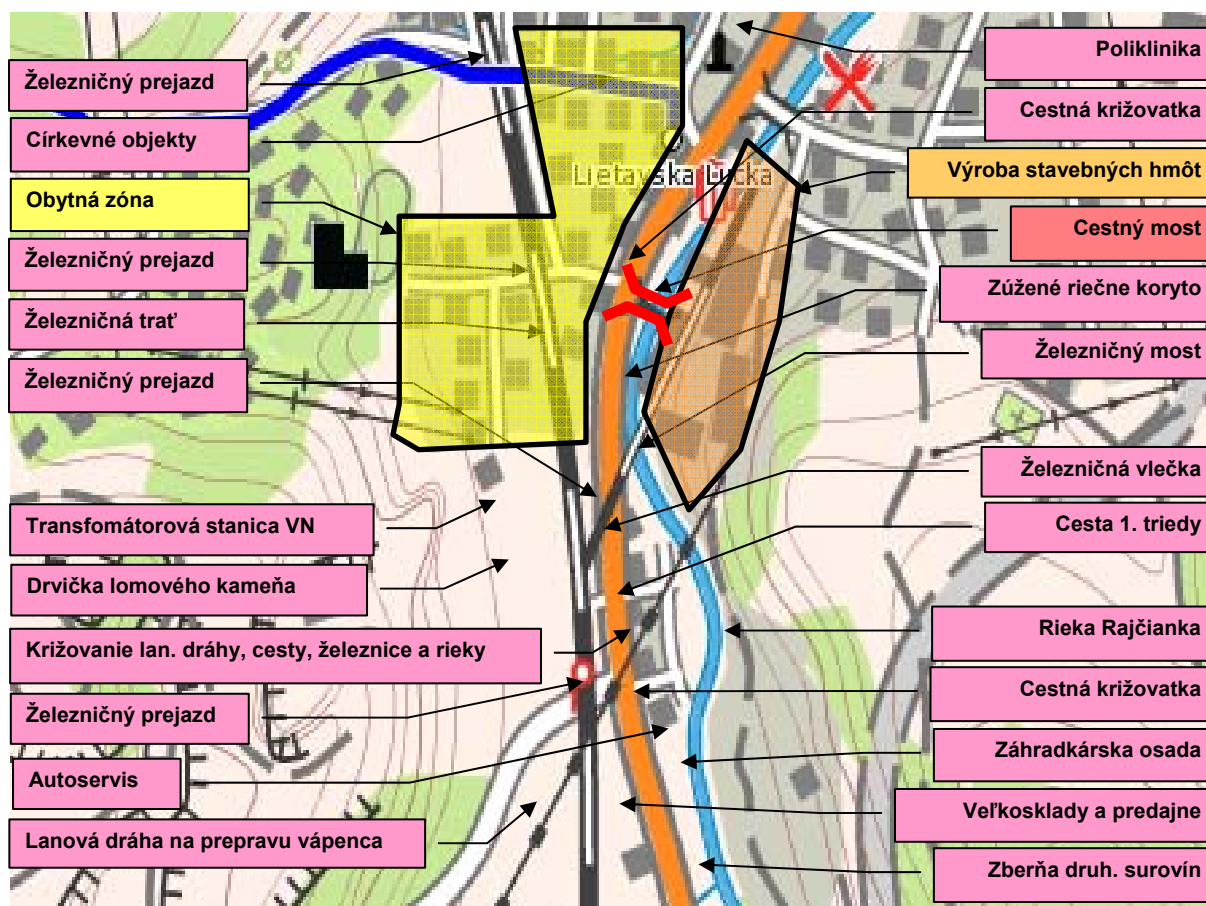 Železničný prejazd
Církevné objekty
Obytná zóna
Železničný prejazd
Železničná trať
Železničný prejazd
Transfomátorová stanica VN
Drvička lomového kameňa
Križovanie lan. dráhy, cesty, železnice a rieky
Železničný prejazd
Autoservis
Lanová dráha na prepravu vápenca
Lietavská Lúčka
Poliklinika
Cestná križovatka
Výroba stavebných hmôt
Cestný most
Zúžené riečne koryto
Železničný most
Železničná vlečka
Cesta 1. triedy
Rieka Rajčianka
Cestná križovatka
Záhradkárska osada
Veľkosklady a predajne
Zberňa druh. surovín